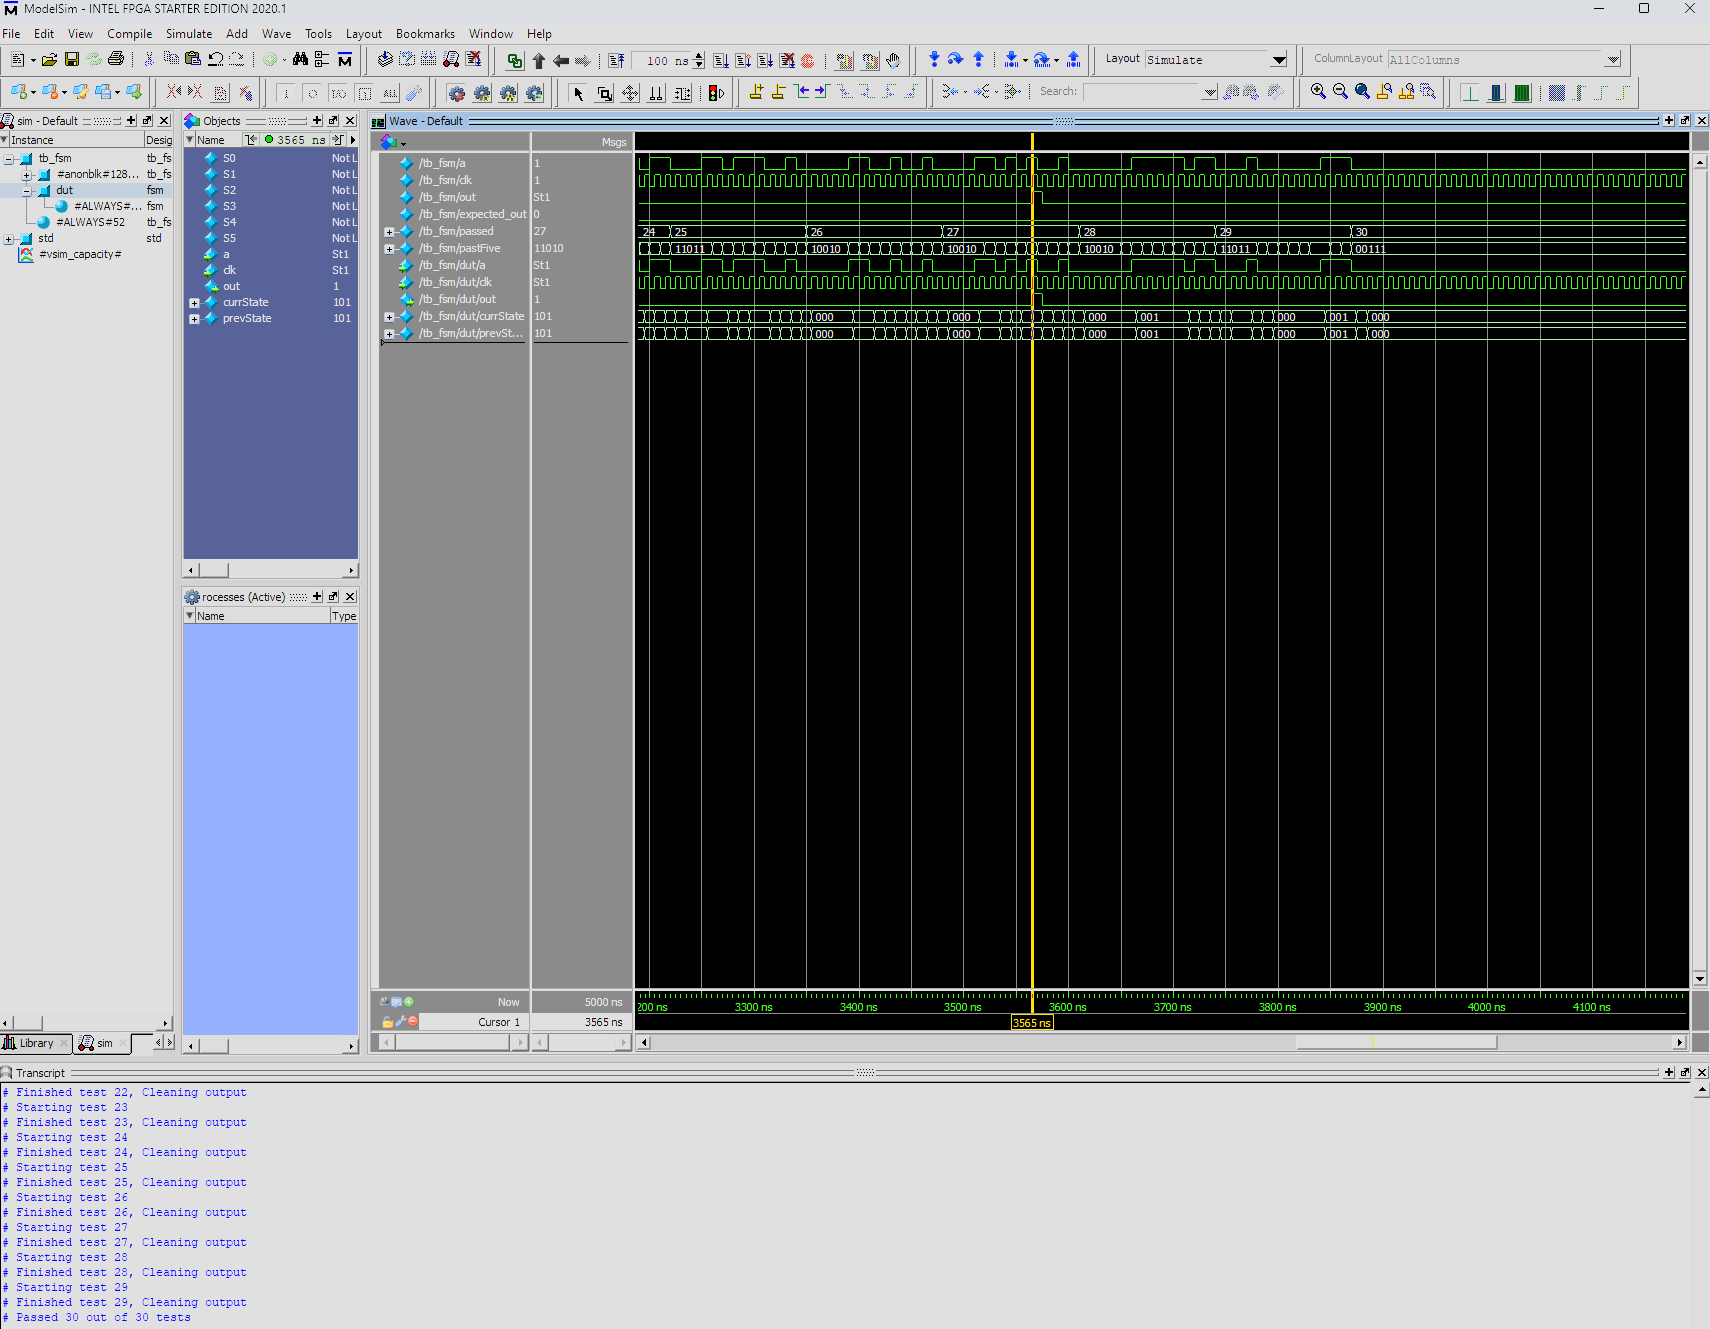 ModelSim - INTEL FPGA STARTER EDITION 2020.1
File Edit View Compile Simulate Add Wave Tools Layout Bookmarks Window Help
100 ns Layout Simulate ColumnLayout AllColumns
Search:
sim - Default
Instance Desig
tb_fsm tb_fs
#anonblk#128... tb_fs
dut fsm
#ALWAYS#... fsm
#ALWAYS#52 tb_fs
std std
#vsim_capacity#
Library sim
Objects
Name 3565 ns
S0 Not L
S1 Not L
S2 Not L
S3 Not L
S4 Not L
S5 Not L
a St1
clk St1
out 1
currState 101
prevState 101
rocesses (Active)
Name Type
Wave - Default
Msgs
/tb_fsm/a 1
/tb_fsm/clk 1
/tb_fsm/out St1
/tb_fsm/expected_out 0
/tb_fsm/passed 27 24 25 26 27 28 29 30
/tb_fsm/pastFive 11010 11011 10010 10010 10010 11011 00111
/tb_fsm/dut/a St1
/tb_fsm/dut/clk St1
/tb_fsm/dut/out 1
/tb_fsm/dut/currState 101 000 000 000 001 000 001 000
/tb_fsm/dut/prevSt... 101 000 000 000 001 000 001 000
Now 5000 ns 200 ns 3300 ns 3400 ns 3500 ns 3600 ns 3700 ns 3800 ns 3900 ns 4000 ns 4100 ns
Cursor 1 3565 ns 3565 ns
Transcript
# Finished test 22, Cleaning output
# Starting test 23
# Finished test 23, Cleaning output
# Starting test 24
# Finished test 24, Cleaning output
# Starting test 25
# Finished test 25, Cleaning output
# Starting test 26
# Finished test 26, Cleaning output
# Starting test 27
# Finished test 27, Cleaning output
# Starting test 28
# Finished test 28, Cleaning output
# Starting test 29
# Finished test 29, Cleaning output
# Passed 30 out of 30 tests